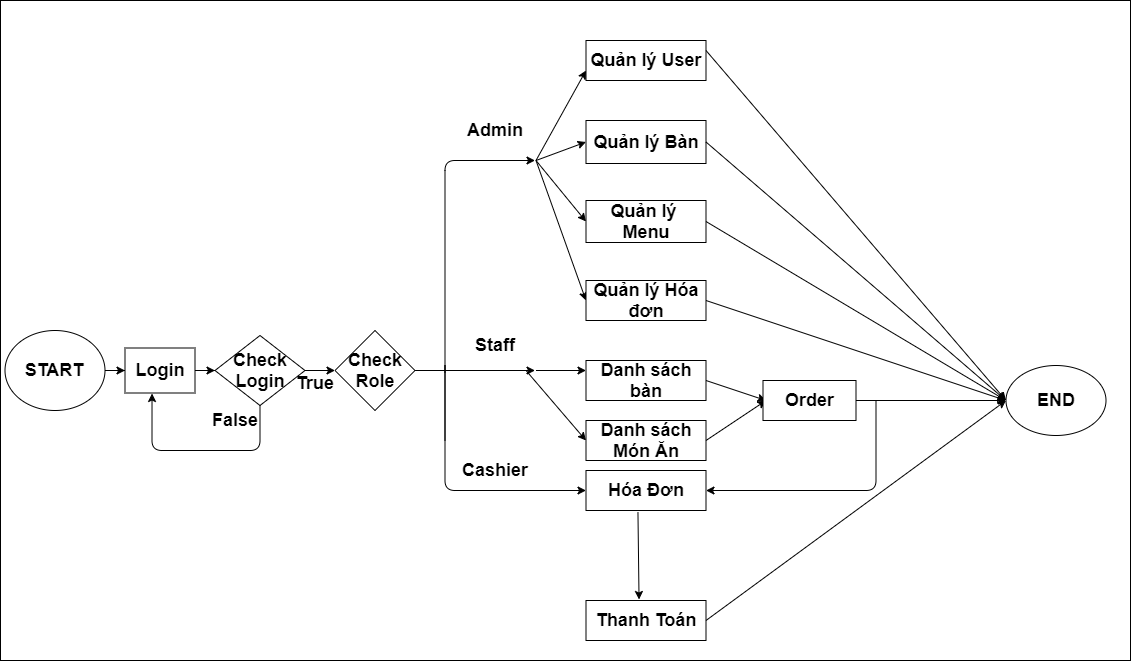 START
Login
Check
Login
True
False
Check
Role
Admin
Quản lý User
Quản lý Bàn
Quản lý
Menu
Quản lý Hóa
đơn
Staff
Danh sách
bàn
Danh sách
Món Ăn
Order
Cashier
Hóa Đơn
Thanh Toán
END